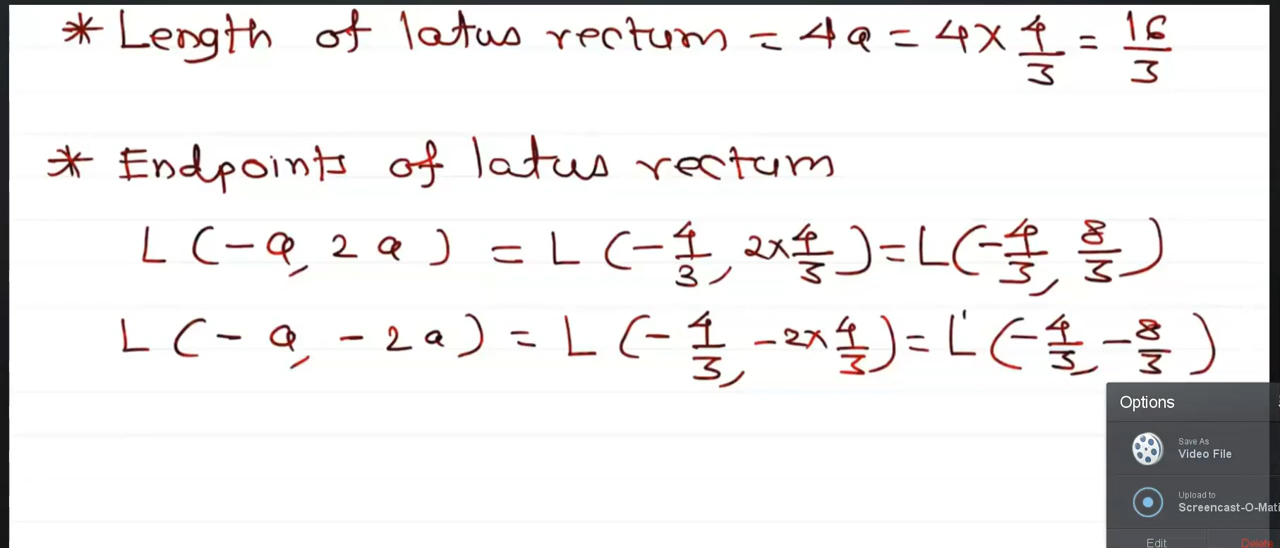 * Length of latus rectum = 4a = 4 × 4/3 = 16/3
* Endpoints of latus rectum
L (-a, 2a) = L (-4/3, 2×4/3) = L(-4/3, 8/3)
L (-a, -2a) = L (-4/3, -2×4/3) = L' (-4/3, -8/3)
Options
Save As
Video File
Upload to
Screencast-O-Mati
Edit
Delete